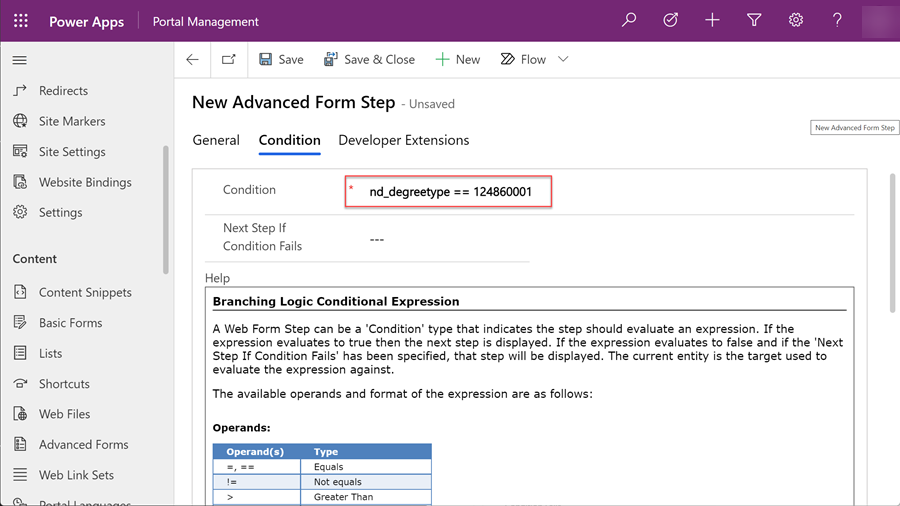 Power Apps
Portal Management
Save
Save & Close
New
Flow
New Advanced Form Step - Unsaved
New Advanced Form Step
General
Condition
Developer Extensions
Redirects
Site Markers
Site Settings
Website Bindings
Settings
Content
Content Snippets
Basic Forms
Lists
Shortcuts
Web Files
Advanced Forms
Web Link Sets
Portal Languages
Condition
* nd_degreetype == 124860001
Next Step If
Condition Fails
---
Help
Branching Logic Conditional Expression
A Web Form Step can be a 'Condition' type that indicates the step should evaluate an expression. If the
expression evaluates to true then the next step is displayed. If the expression evaluates to false and if the 'Next
Step If Condition Fails' has been specified, that step will be displayed. The current entity is the target used to
evaluate the expression against.
The available operands and format of the expression are as follows:
Operands:
Operand(s) Type
=, == Equals
!= Not equals
> Greater Than